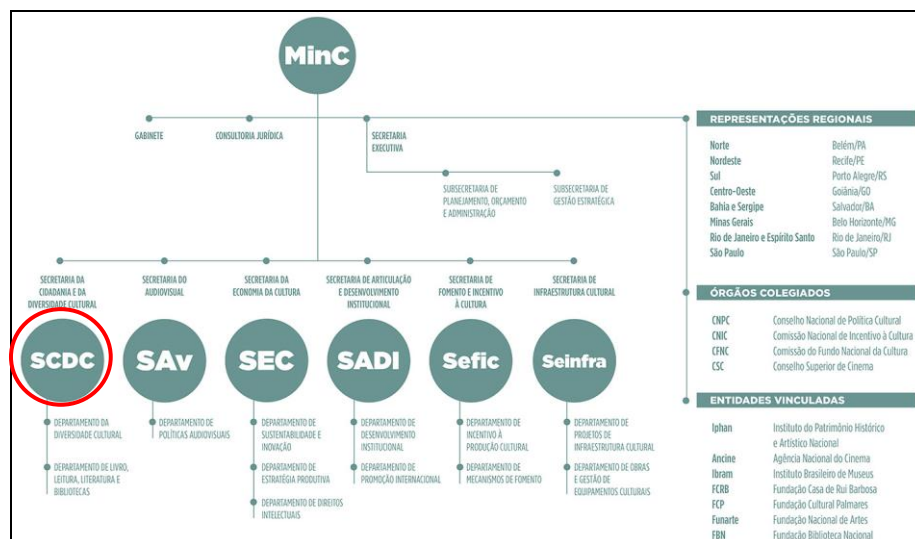 MinC
GABINETE
CONSULTORIA JURÍDICA
SECRETARIA
EXECUTIVA
SUBSECRETARIA DE
PLANEJAMENTO, ORÇAMENTO
E ADMINISTRAÇÃO
SUBSECRETARIA DE
GESTÃO ESTRATÉGICA
SECRETARIA DA
CIDADANIA E DA
DIVERSIDADE CULTURAL
SECRETARIA DO
AUDIOVISUAL
SECRETARIA DA
ECONOMIA DA CULTURA
SECRETARIA DE ARTICULAÇÃO
E DESENVOLVIMENTO
INSTITUCIONAL
SECRETARIA DE
FOMENTO E INCENTIVO
À CULTURA
SECRETARIA DE
INFRAESTRUTURA CULTURAL
SCDC
SAv
SEC
SADI
Sefic
Seinfra
DEPARTAMENTO DA
DIVERSIDADE CULTURAL
DEPARTAMENTO DE LIVRO,
LEITURA, LITERATURA E
BIBLIOTECAS
DEPARTAMENTO DE
POLÍTICAS AUDIOVISUAIS
DEPARTAMENTO DE
SUSTENTABILIDADE E
INOVAÇÃO
DEPARTAMENTO DE
ESTRATÉGIA PRODUTIVA
DEPARTAMENTO DE DIREITOS
INTELECTUAIS
DEPARTAMENTO DE
DESENVOLVIMENTO
INSTITUCIONAL
DEPARTAMENTO DE
PROMOÇÃO INTERNACIONAL
DEPARTAMENTO DE
INCENTIVO À
PRODUÇÃO CULTURAL
DEPARTAMENTO DE
MECANISMOS DE FOMENTO
DEPARTAMENTO DE
PROJETOS DE
INFRAESTRUTURA CULTURAL
DEPARTAMENTO DE OBRAS
E GESTÃO DE
EQUIPAMENTOS CULTURAIS
REPRESENTAÇÕES REGIONAIS
Norte Belém/PA
Nordeste Recife/PE
Sul Porto Alegre/RS
Centro-Oeste Goiânia/GO
Bahia e Sergipe Salvador/BA
Minas Gerais Belo Horizonte/MG
Rio de Janeiro e Espírito Santo Rio de Janeiro/RJ
São Paulo São Paulo/SP
ÓRGÃOS COLEGIADOS
CNPC Conselho Nacional de Política Cultural
CNIC Comissão Nacional de Incentivo à Cultura
CFNC Comissão do Fundo Nacional da Cultura
CSC Conselho Superior de Cinema
ENTIDADES VINCULADAS
Iphan Instituto do Patrimônio Histórico
e Artístico Nacional
Ancine Agência Nacional do Cinema
Ibram Instituto Brasileiro de Museus
FCRB Fundação Casa de Rui Barbosa
FCP Fundação Cultural Palmares
Funarte Fundação Nacional de Artes
FBN Fundação Biblioteca Nacional